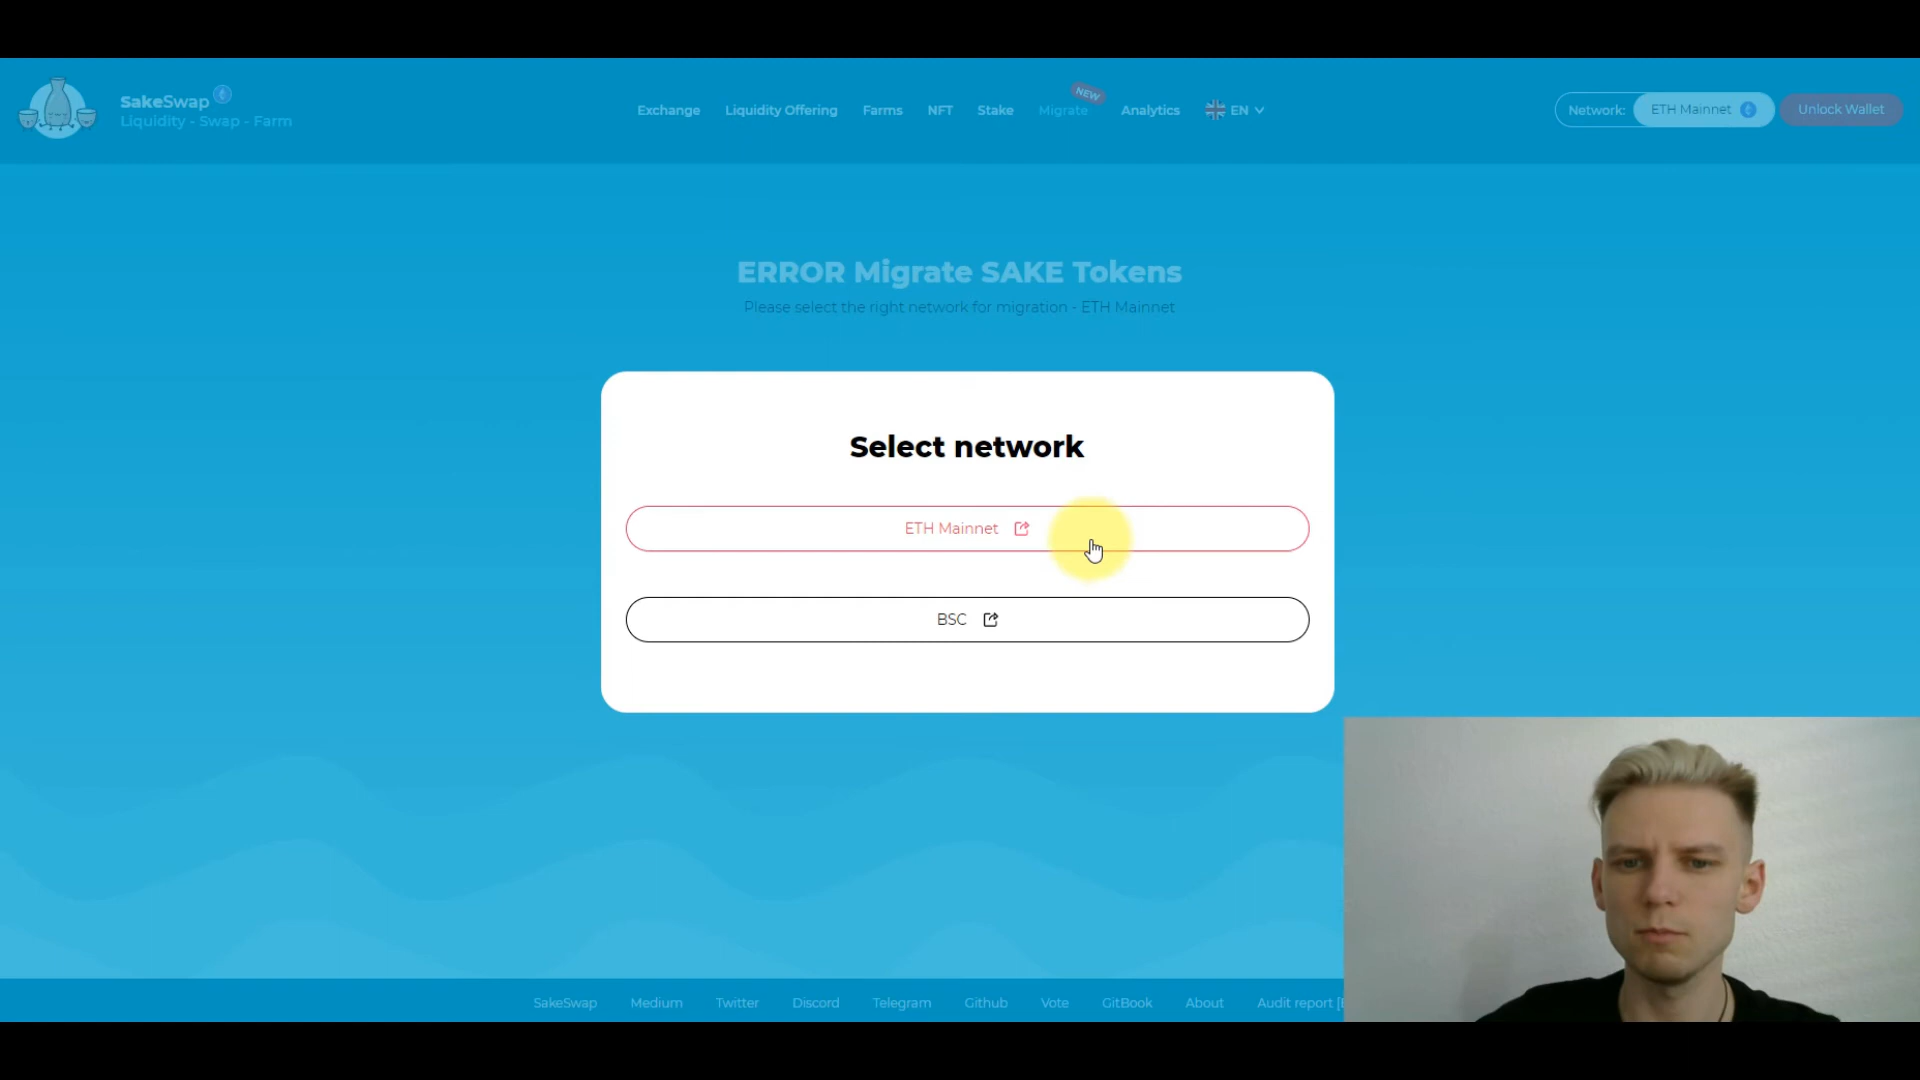 SakeSwap
Liquidity - Swap - Farm
Exchange
Liquidity Offering
Farms
NFT
Stake
Migrate
NEW
Analytics
EN
Network:
ETH Mainnet
Unlock Wallet
ERROR Migrate SAKE Tokens
Please select the right network for migration - ETH Mainnet
Select network
ETH Mainnet
BSC
SakeSwap
Medium
Twitter
Discord
Telegram
Github
Vote
GitBook
About
Audit report [